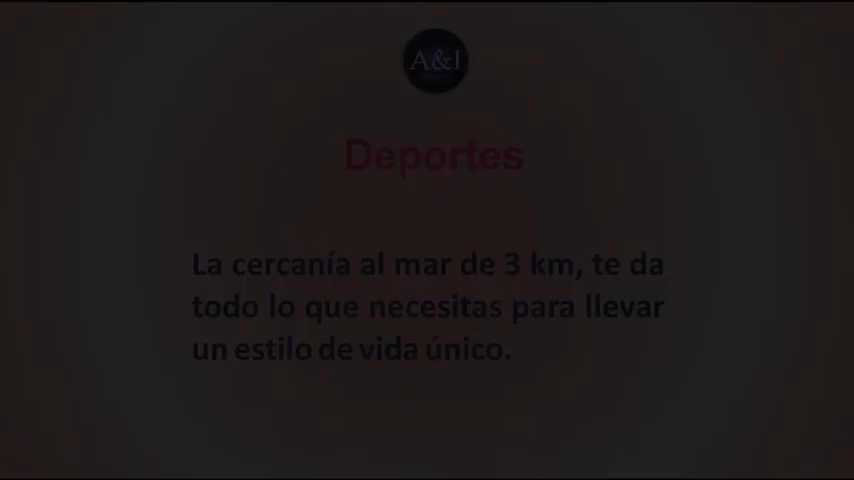 A&I
Deportes
La cercanía al mar de 3 km, te da
todo lo que necesitas para llevar
un estilo de vida único.